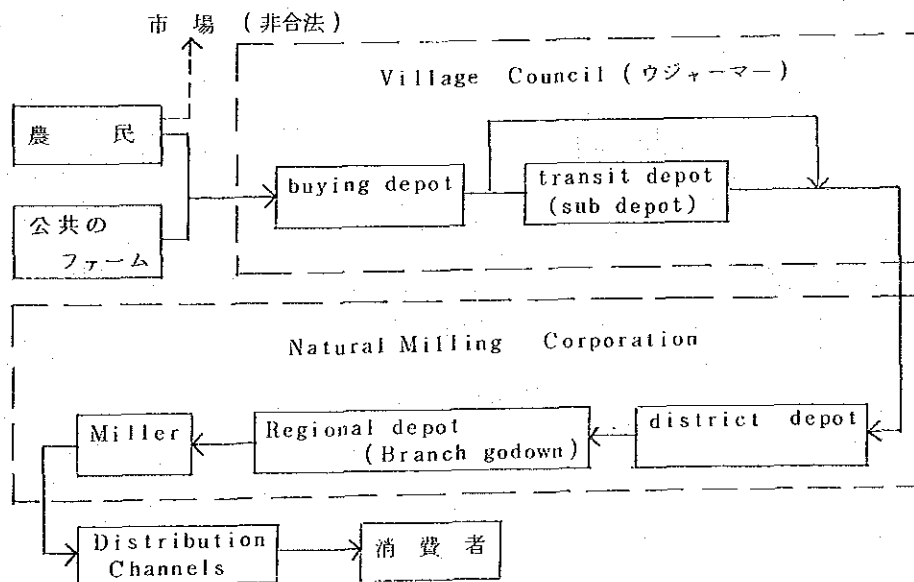 市場(非合法)
Village Council(ウジャーマー)
農民
buying depot
transit depot
(sub depot)
公共の
ファーム
Natural Milling Corporation
Miller
Regional depot
(Branch godown)
district depot
Distribution
Channels
消費者